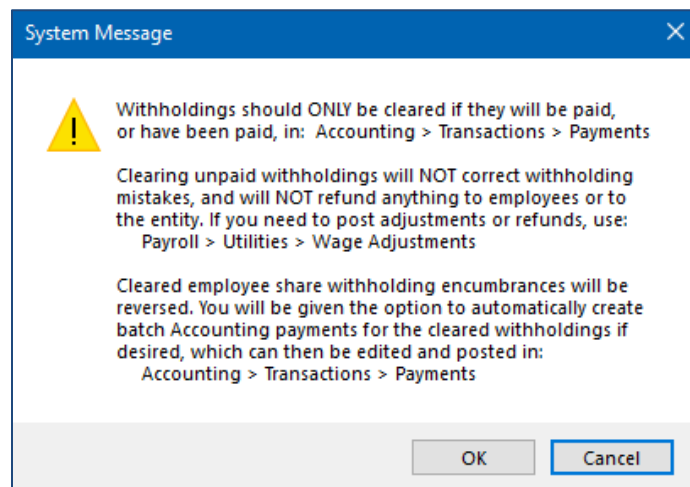 System Message
Withholdings should ONLY be cleared if they will be paid,
or have been paid, in:  Accounting > Transactions > Payments
Clearing unpaid withholdings will NOT correct withholding
mistakes, and will NOT refund anything to employees or to
the entity. If you need to post adjustments or refunds, use:
Payroll > Utilities > Wage Adjustments
Cleared employee share withholding encumbrances will be
reversed. You will be given the option to automatically create
batch Accounting payments for the cleared withholdings if
desired, which can then be edited and posted in:
Accounting > Transactions > Payments
OK
Cancel